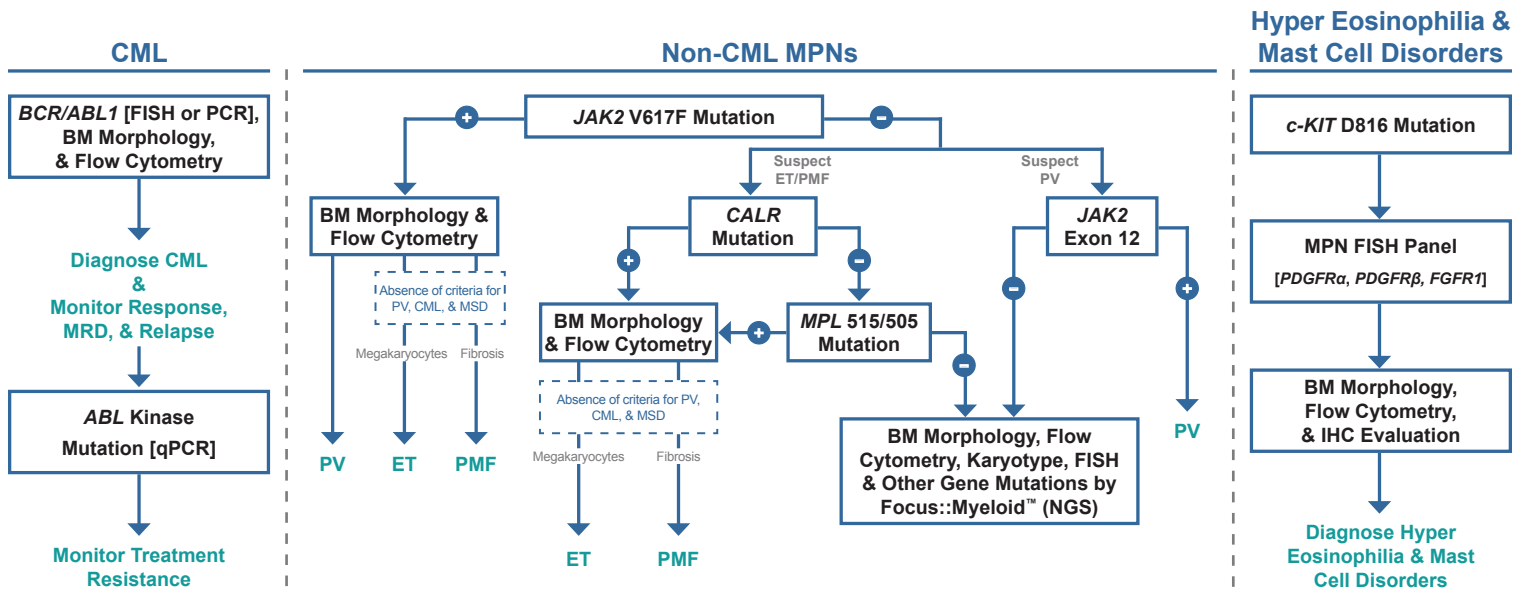 CML
BCR/ABL1 [FISH or PCR],
BM Morphology,
& Flow Cytometry
Diagnose CML
&
Monitor Response,
MRD, & Relapse
ABL Kinase
Mutation [qPCR]
Monitor Treatment
Resistance
Non-CML MPNs
JAK2 V617F Mutation
+
-
Suspect
ET/PMF
Suspect
PV
BM Morphology &
Flow Cytometry
Absence of criteria for
PV, CML, & MSD
Megakaryocytes
Fibrosis
PV
ET
PMF
CALR
Mutation
+
-
BM Morphology
& Flow Cytometry
+
MPL 515/505
Mutation
-
Absence of criteria for PV,
CML, & MSD
Megakaryocytes
Fibrosis
ET
PMF
JAK2
Exon 12
-
+
PV
BM Morphology, Flow
Cytometry, Karyotype, FISH
& Other Gene Mutations by
Focus::Myeloid™ (NGS)
Hyper Eosinophilia &
Mast Cell Disorders
c-KIT D816 Mutation
MPN FISH Panel
[PDGFRα, PDGFRβ, FGFR1]
BM Morphology,
Flow Cytometry,
& IHC Evaluation
Diagnose Hyper
Eosinophilia & Mast
Cell Disorders